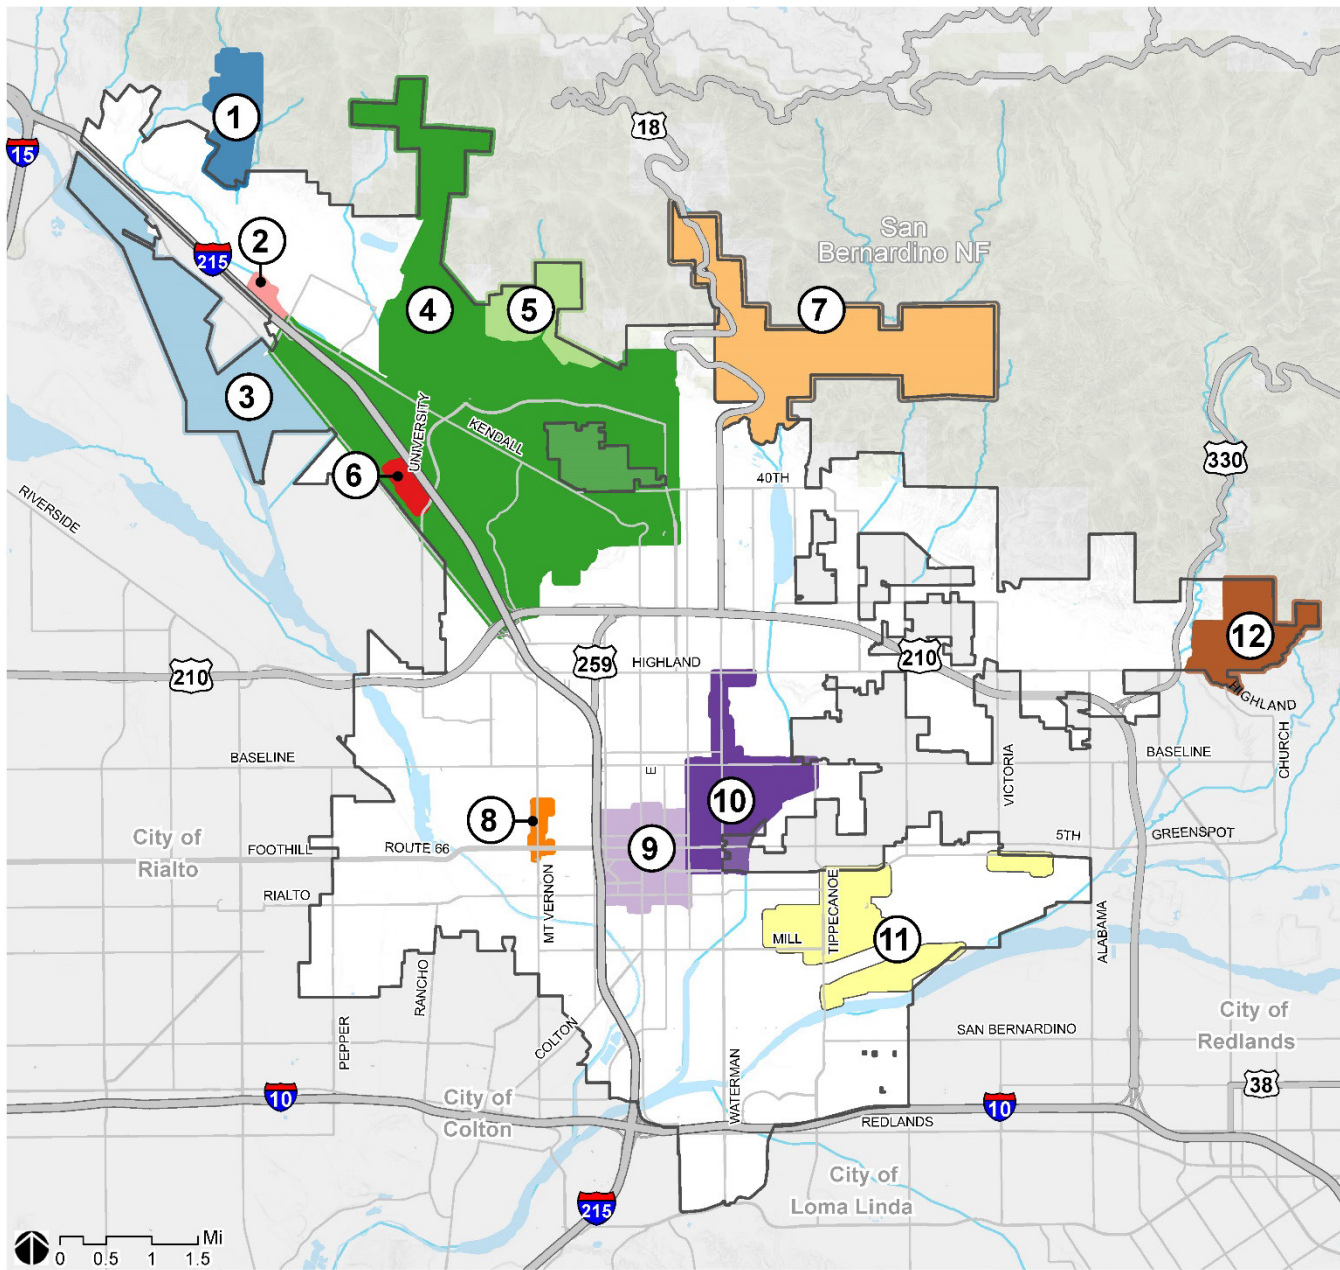 1
18
15
2
San
Bernardino NF
215
4
5
7
3
UNIVERSITY
KENDALL
6
40TH
330
RIVERSIDE
12
259
HIGHLAND
210
210
HIGHLAND
BASELINE
E
VICTORIA
BASELINE
CHURCH
10
8
City of
Rialto
FOOTHILL
ROUTE 66
9
5TH
GREENSPOT
RIALTO
MT VERNON
TIPPECANOE
MILL
11
ALABAMA
RANCHO
PEPPER
COLTON
SAN BERNARDINO
City of
Redlands
WATERMAN
38
10
City of
Colton
10
REDLANDS
City of
Loma Linda
215
Mi
0 0.5 1 1.5